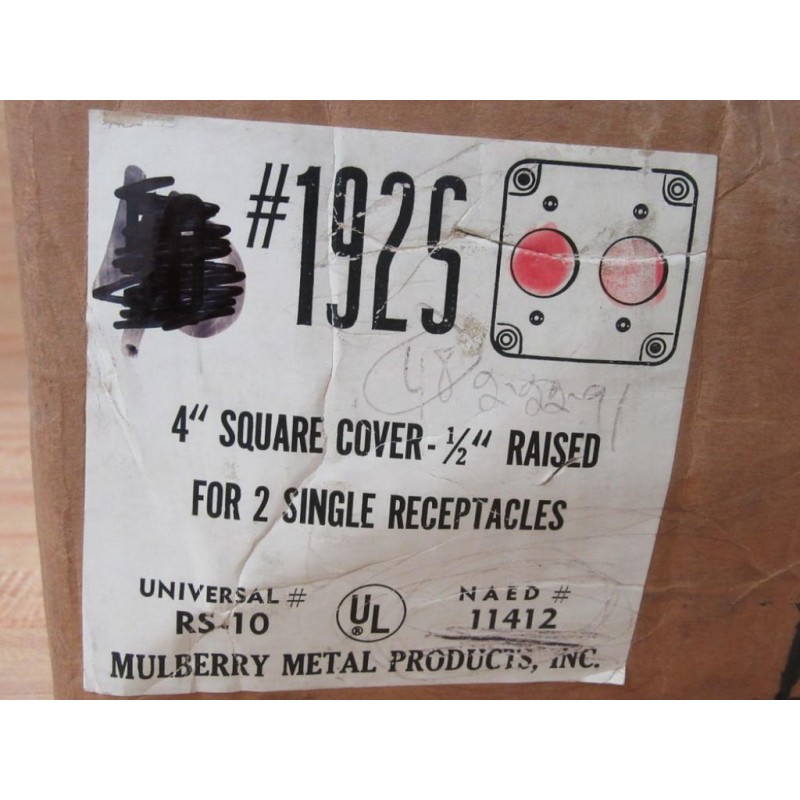 #192S
48 2-22-91
4" SQUARE COVER - ½" RAISED
FOR 2 SINGLE RECEPTACLES
UNIVERSAL # NAED #
RS-10 UL® 11412
MULBERRY METAL PRODUCTS, INC.